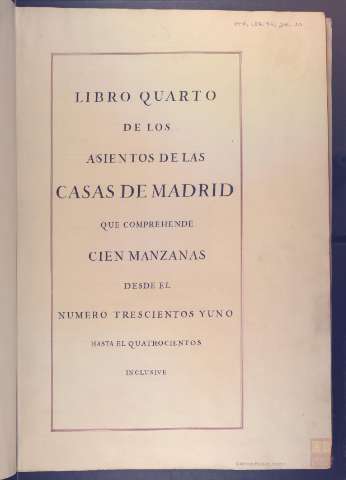 LIBRO QUARTO
DE LOS
ASIENTOS DE LAS
CASAS DE MADRID
QUE COMPREHENDE
CIEN MANZANAS
DESDE EL
NUMERO TRESCIENTOS Y UNO
HASTA EL QUATROCIENTOS
INCLUSIVE